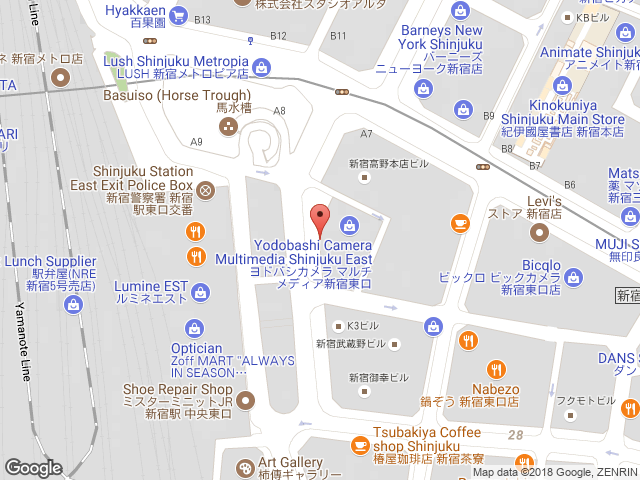 B13
株式会社スタジオアルタ
Hyakkaen
百果園
Barneys New
York Shinjuku
バーニーズ
ニューヨーク新宿店
KBビル
Animate Shinjuku
アニメイト新宿
Lush Shinjuku Metropia
LUSH 新宿メトロピア店
新宿メトロ店
Yamanote Line
Basuiso (Horse Trough)
馬水槽
A8
A9
A7
B10
B9
B8
B7
B6
Kinokuniya
Shinjuku Main Store
紀伊國屋書店 新宿本店
新宿高野本店ビル
Shinjuku Station
East Exit Police Box
新宿警察署 新宿
駅東口交番
Levi's
ストア 新宿店
Yodobashi Camera
Multimedia Shinjuku East
ヨドバシカメラ マルチ
メディア新宿東口
Bicqlo
ビックロ ビックカメラ
新宿東口店
Lunch Supplier
駅弁屋(NRE
新宿5号売店)
Lumine EST
ルミネエスト
K3ビル
新宿武蔵野ビル
Optician
Zoff MART "ALWAYS
IN SEASON...
新宿御幸ビル
Nabezo
鍋ぞう 新宿東口店
Shoe Repair Shop
ミスターミニットJR
新宿駅 中央東口
フクモトビル
Yamanote Line
Tsubakiya Coffee
shop Shinjuku
椿屋珈琲店 新宿茶寮
28
Art Gallery
柿傳ギャラリー
Google
Map data ©2018 Google, ZENRIN